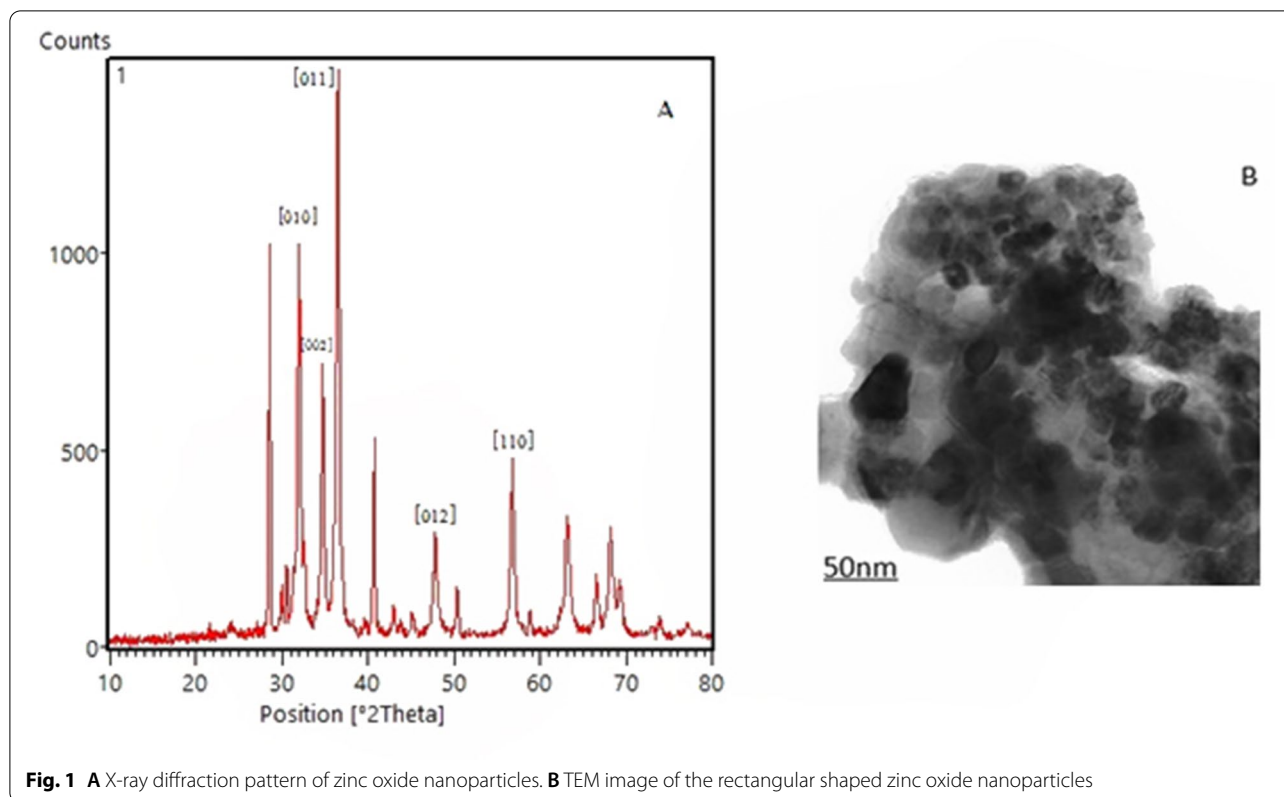 Counts
1
A
[011]
[010]
1000
[002]
500
[110]
[012]
0
10 20 30 40 50 60 70 80
Position [°2Theta]
B
50nm
Fig. 1 A X-ray diffraction pattern of zinc oxide nanoparticles. B TEM image of the rectangular shaped zinc oxide nanoparticles